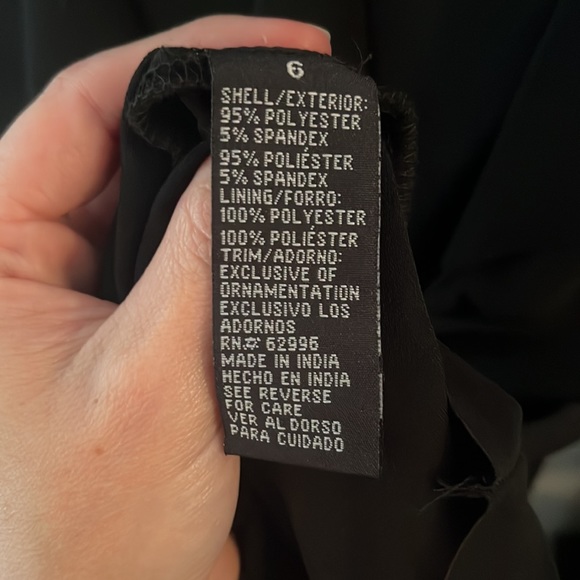 6
SHELL/EXTERIOR:
95% POLYESTER
5% SPANDEX
95% POLIÉSTER
5% SPANDEX
LINING/FORRO:
100% POLYESTER
100% POLIÉSTER
TRIM/ADORNO:
EXCLUSIVE OF
ORNAMENTATION
EXCLUSIVO LOS
ADORNOS
RN# 62996
MADE IN INDIA
HECHO EN INDIA
SEE REVERSE
FOR CARE
VER AL DORSO
PARA CUIDADO